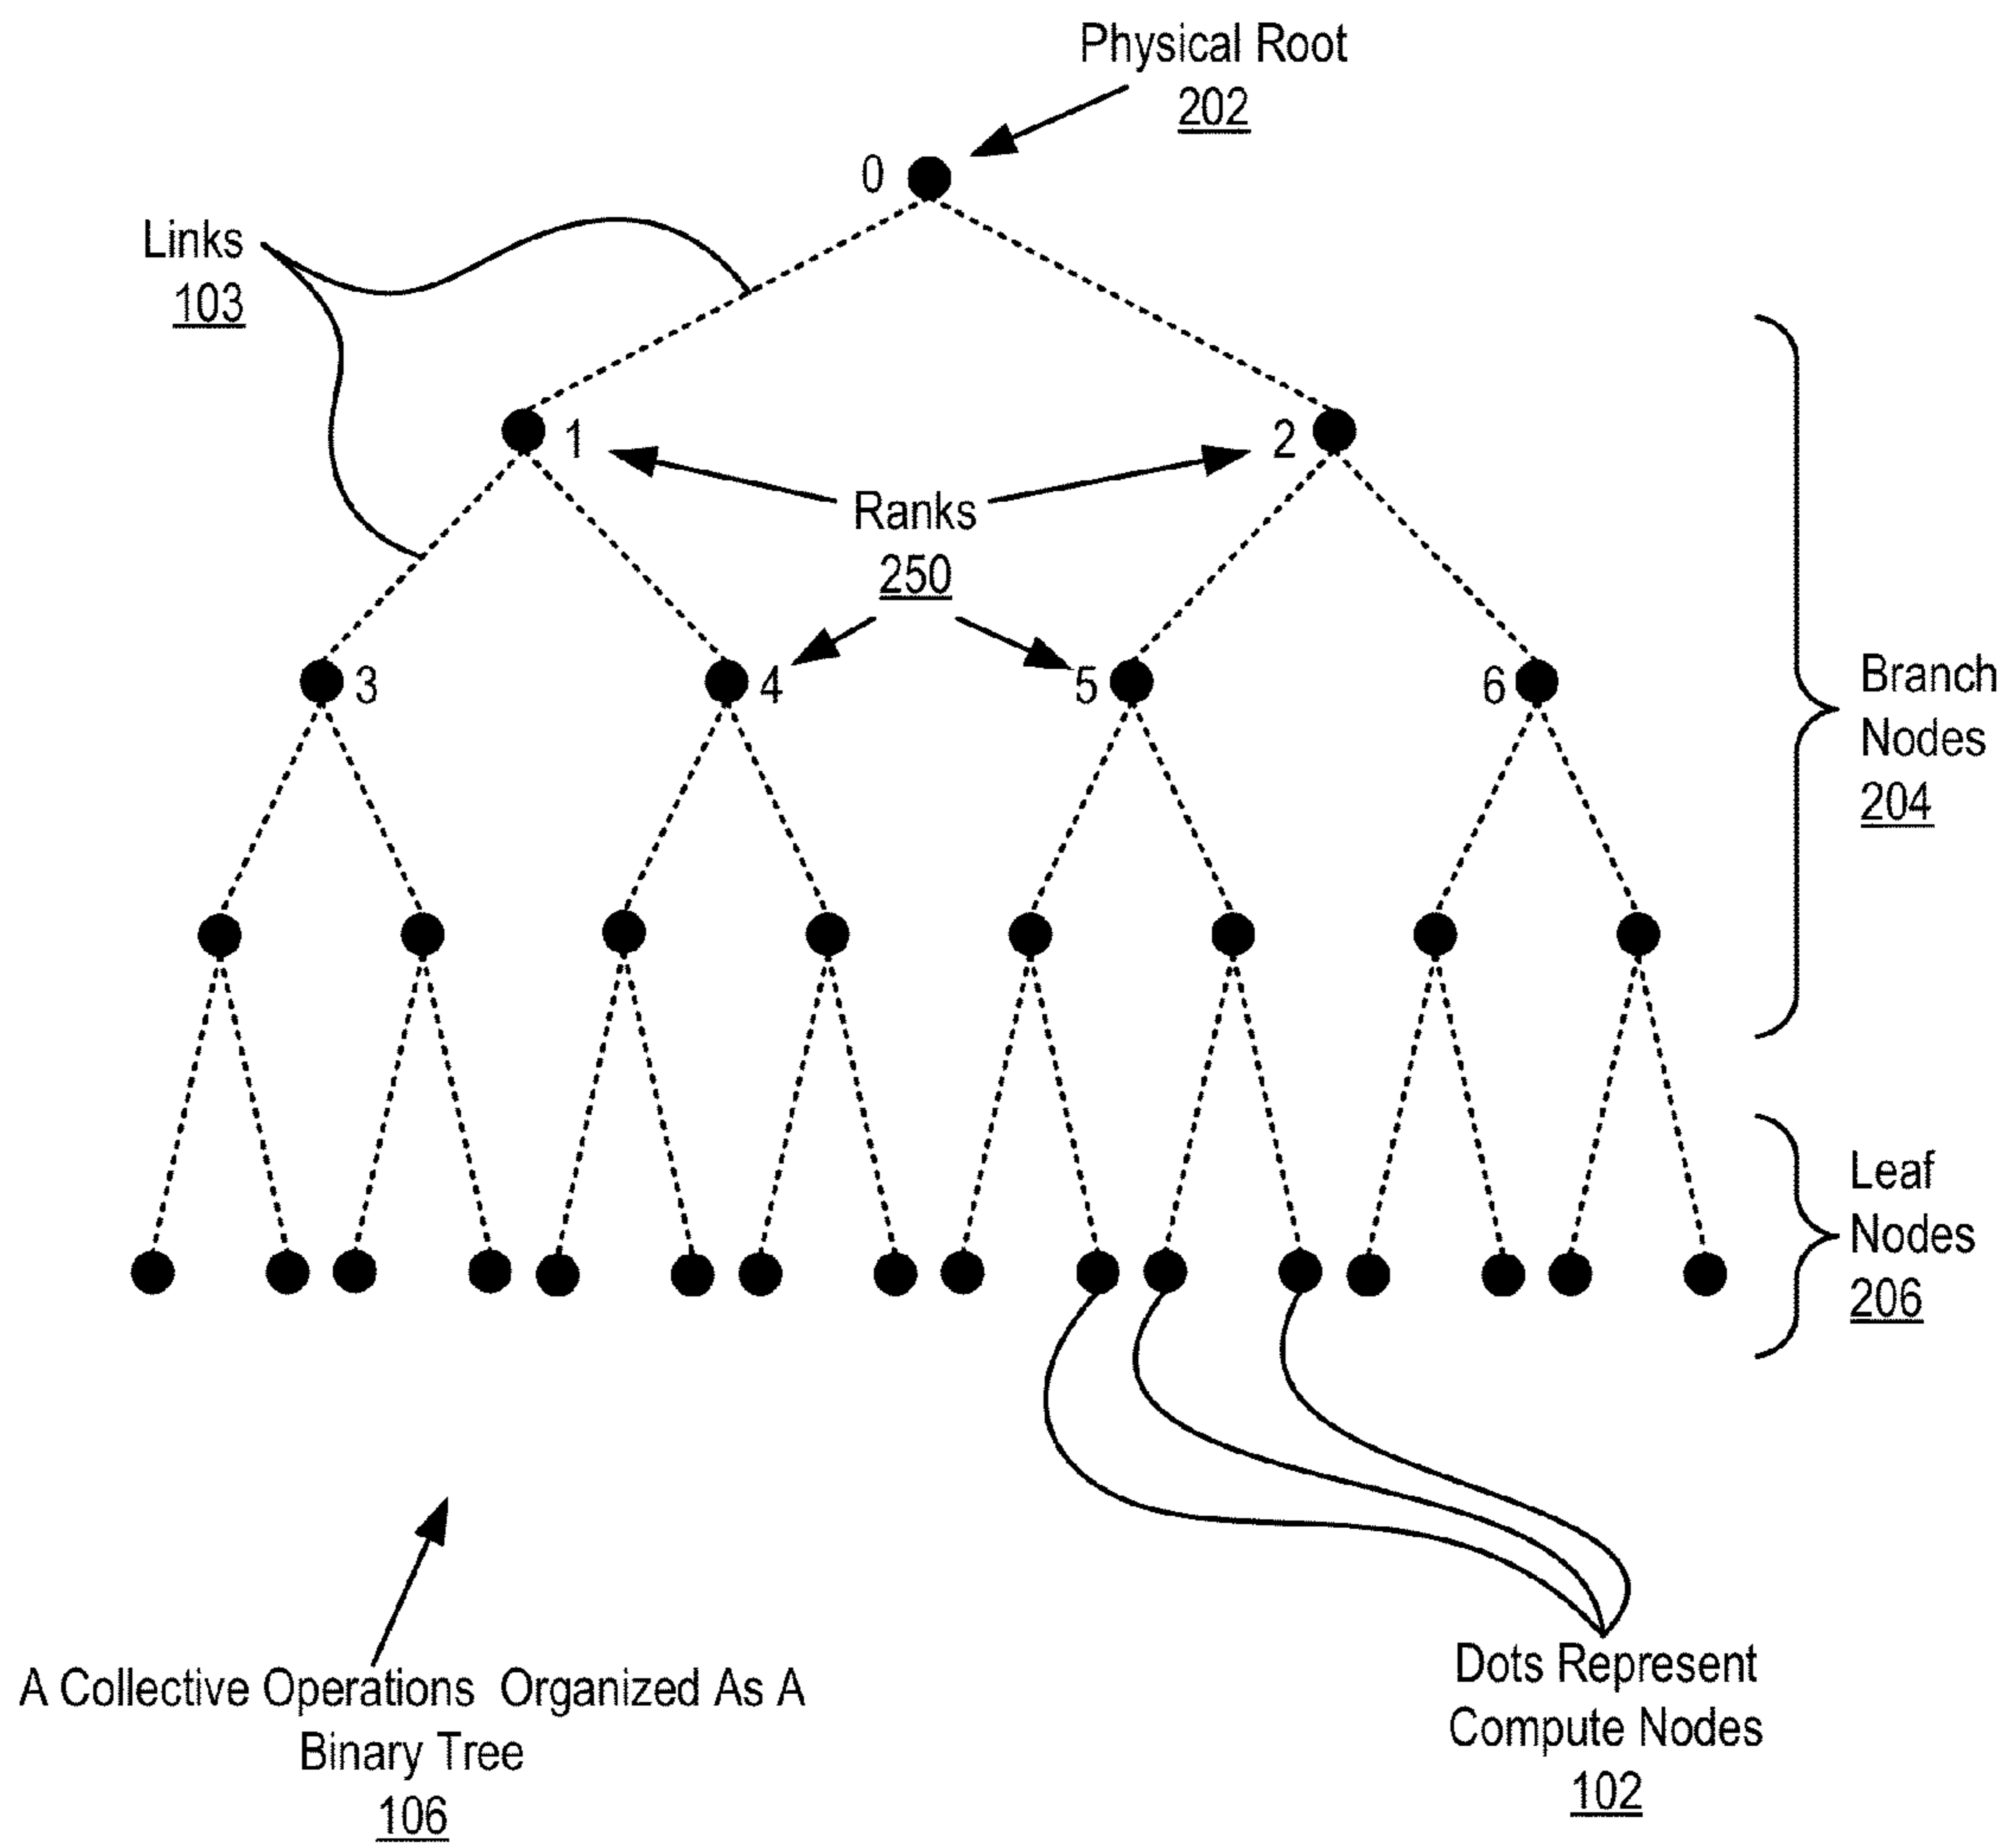 Physical Root
202
0
Links
103
1
2
Ranks
250
3
4
5
6
Branch
Nodes
204
Leaf
Nodes
206
A Collective Operations Organized As A
Binary Tree
106
Dots Represent
Compute Nodes
102